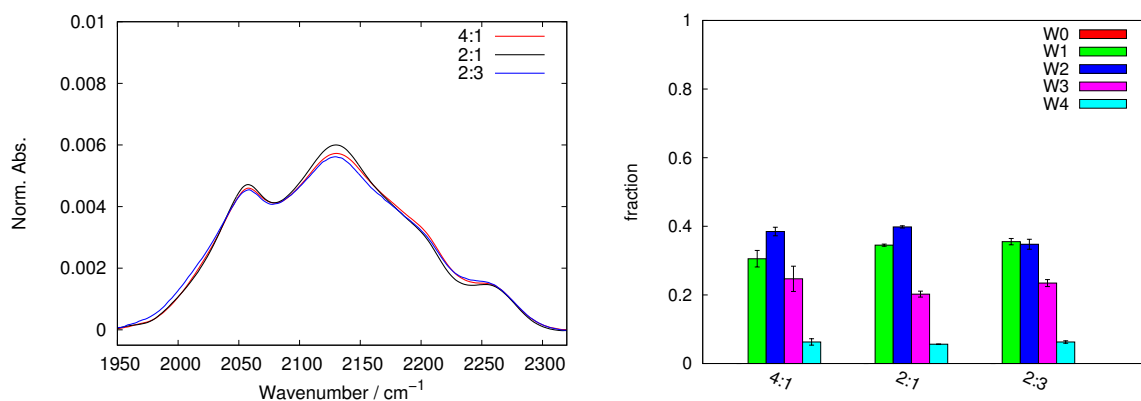 0.01
0.008
0.006
0.004
0.002
0
Norm. Abs.
1950 2000 2050 2100 2150 2200 2250 2300
Wavenumber / cm⁻¹
4:1
2:1
2:3
1
0.8
0.6
0.4
0.2
0
fraction
W0
W1
W2
W3
W4
4:1 2:1 2:3